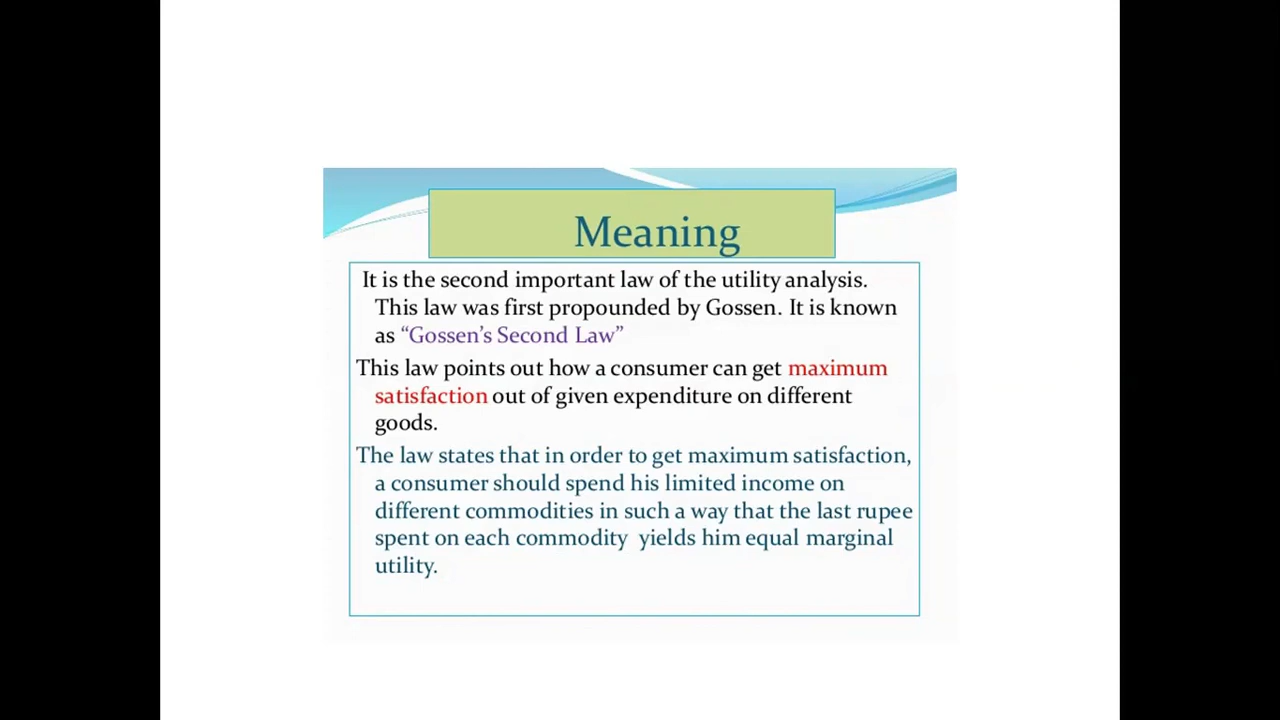 Meaning
It is the second important law of the utility analysis.
This law was first propounded by Gossen. It is known
as “Gossen’s Second Law”
This law points out how a consumer can get maximum
satisfaction out of given expenditure on different
goods.
The law states that in order to get maximum satisfaction,
a consumer should spend his limited income on
different commodities in such a way that the last rupee
spent on each commodity yields him equal marginal
utility.